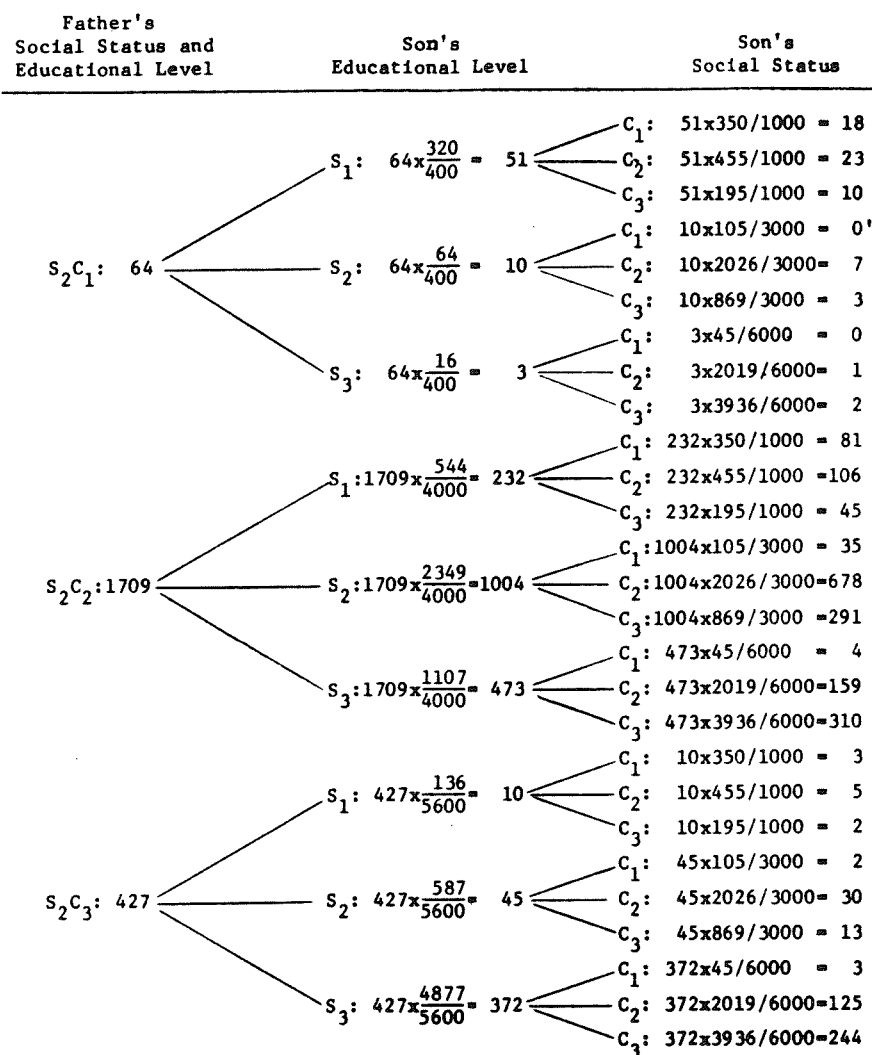 Father's
Social Status and Son's Son's
Educational Level Educational Level Social Status
C1: 51x350/1000 = 18
S1: 64x320/400 = 51 C2: 51x455/1000 = 23
C3: 51x195/1000 = 10
C1: 10x105/3000 = 0'
S2C1: 64 S2: 64x64/400 = 10 C2: 10x2026/3000= 7
C3: 10x869/3000 = 3
C1: 3x45/6000 = 0
S3: 64x16/400 = 3 C2: 3x2019/6000= 1
C3: 3x3936/6000= 2
C1: 232x350/1000 = 81
S1:1709x544/4000= 232 C2: 232x455/1000 =106
C3: 232x195/1000 = 45
C1:1004x105/3000 = 35
S2C2:1709 S2:1709x2349/4000=1004 C2:1004x2026/3000=678
C3:1004x869/3000 =291
C1: 473x45/6000 = 4
S3:1709x1107/4000= 473 C2: 473x2019/6000=159
C3: 473x3936/6000=310
C1: 10x350/1000 = 3
S1: 427x136/5600= 10 C2: 10x455/1000 = 5
C3: 10x195/1000 = 2
C1: 45x105/3000 = 2
S2C3: 427 S2: 427x587/5600= 45 C2: 45x2026/3000= 30
C3: 45x869/3000 = 13
C1: 372x45/6000 = 3
S3: 427x4877/5600= 372 C2: 372x2019/6000=125
C3: 372x3936/6000=244